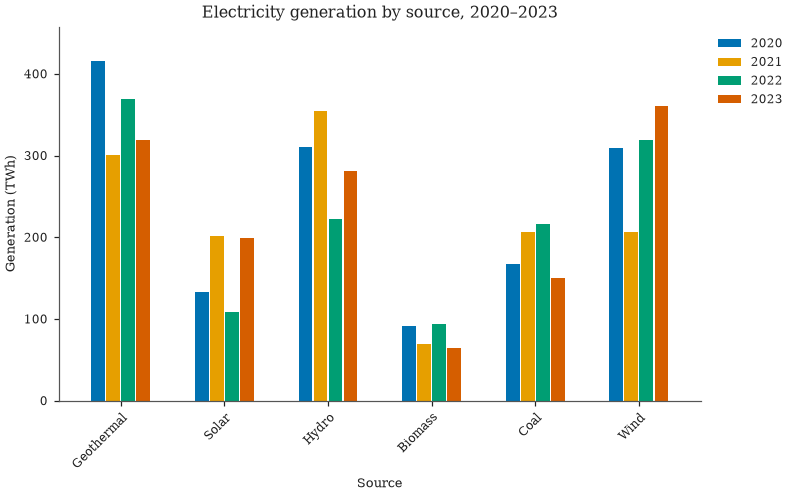 Electricity generation by source, 2020–2023
2020
2021
2022
2023
Generation (TWh)
400
300
200
100
0
Geothermal
Solar
Hydro
Biomass
Coal
Wind
Source